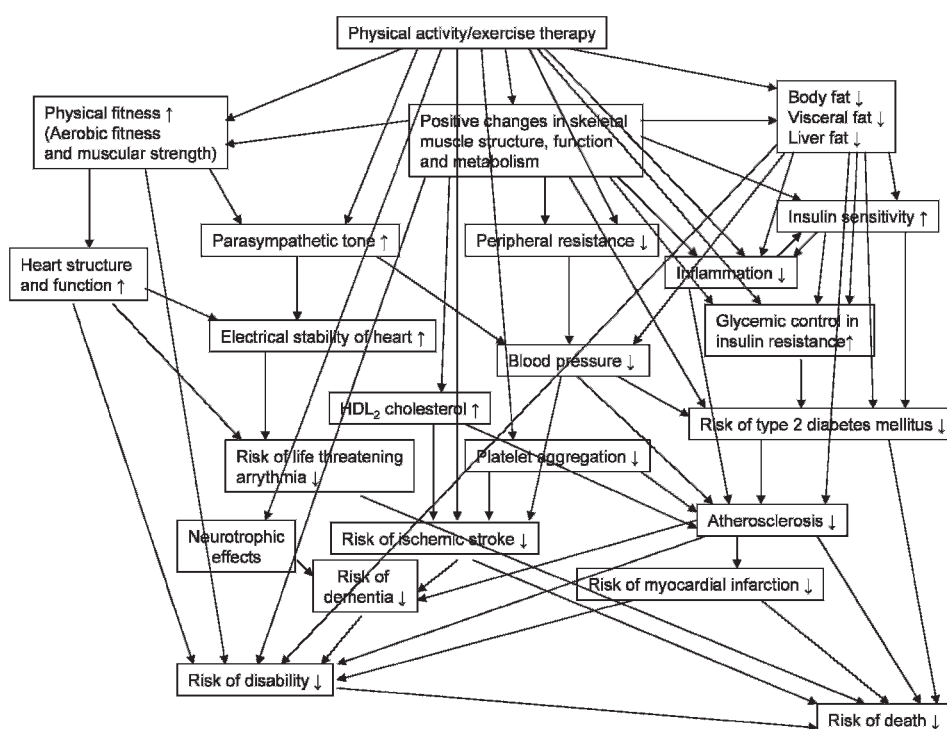 Physical activity/exercise therapy
Physical fitness ↑
(Aerobic fitness
and muscular strength)
Positive changes in skeletal
muscle structure, function
and metabolism
Body fat ↓
Visceral fat ↓
Liver fat ↓
Insulin sensitivity ↑
Parasympathetic tone ↑
Peripheral resistance ↓
Heart structure
and function ↑
Inflammation ↓
Electrical stability of heart ↑
Glycemic control in
insulin resistance↑
Blood pressure ↓
HDL₂ cholesterol ↑
Risk of type 2 diabetes mellitus ↓
Risk of life threatening
arrythmia ↓
Platelet aggregation ↓
Neurotrophic
effects
Risk of ischemic stroke ↓
Atherosclerosis ↓
Risk of
dementia ↓
Risk of myocardial infarction ↓
Risk of disability ↓
Risk of death ↓